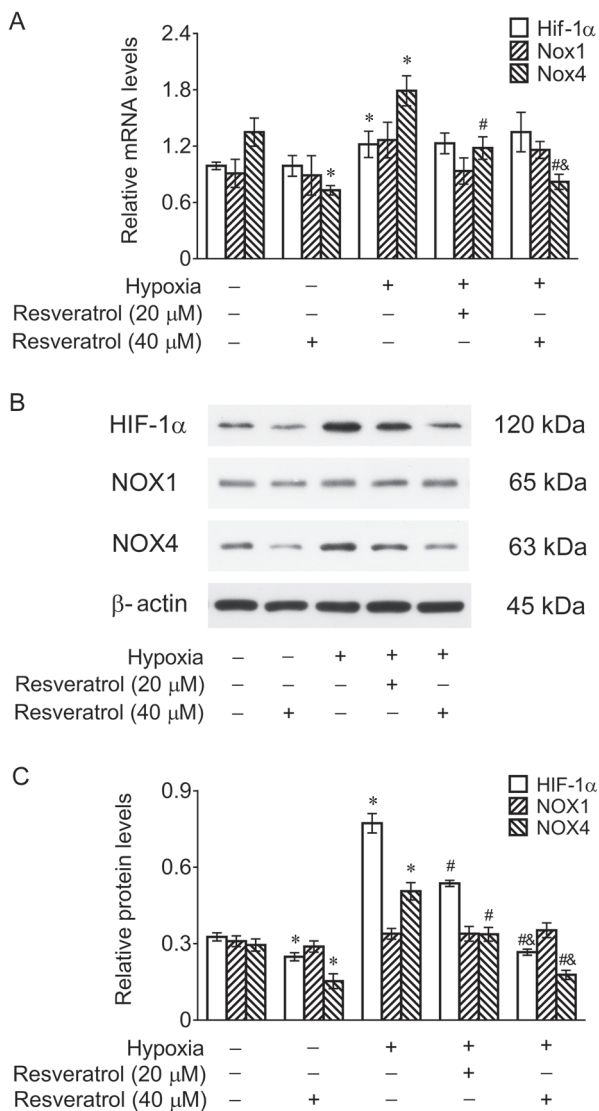 A
2.4
1.8
1.2
0.6
0
Relative mRNA levels
Hif-1α
Nox1
Nox4
*
*
*
#
#&
Hypoxia – – + + +
Resveratrol (20 μM) – – – + –
Resveratrol (40 μM) – + – – +
B
HIF-1α 120 kDa
NOX1 65 kDa
NOX4 63 kDa
β- actin 45 kDa
Hypoxia – – + + +
Resveratrol (20 μM) – – – + –
Resveratrol (40 μM) – + – – +
C
0.9
0.6
0.3
0
Relative protein levels
HIF-1α
NOX1
NOX4
*
*
*
*
#
#
#&
#&
Hypoxia – – + + +
Resveratrol (20 μM) – – – + –
Resveratrol (40 μM) – + – – +